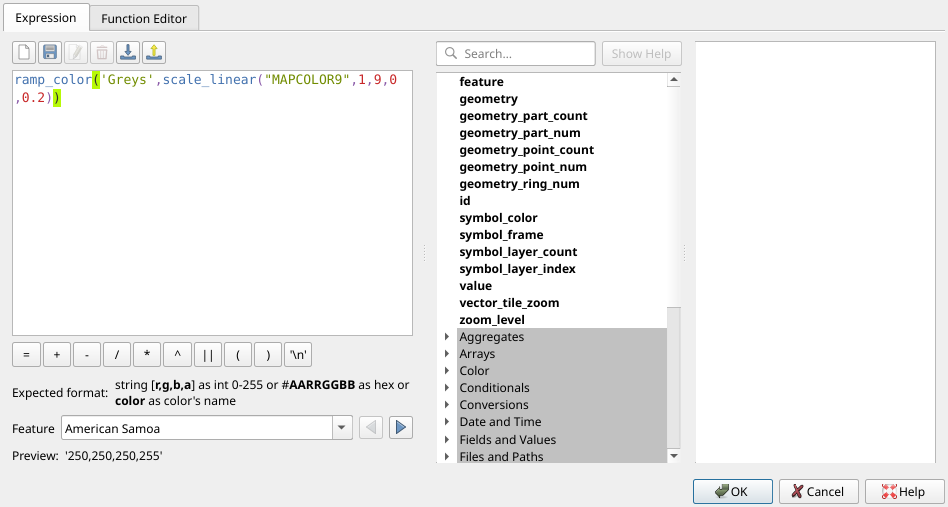 Expression
Function Editor
ramp_color('Greys',scale_linear("MAPCOLOR9",1,9,0
,0.2))
= + - / * ^ || ( ) '\n'
Expected format: string [r,g,b,a] as int 0-255 or #AARRGGBB as hex or
color as color's name
Feature American Samoa
Preview: '250,250,250,255'
Search...
Show Help
feature
geometry
geometry_part_count
geometry_part_num
geometry_point_count
geometry_point_num
geometry_ring_num
id
symbol_color
symbol_frame
symbol_layer_count
symbol_layer_index
value
vector_tile_zoom
zoom_level
Aggregates
Arrays
Color
Conditionals
Conversions
Date and Time
Fields and Values
Files and Paths
OK
Cancel
Help